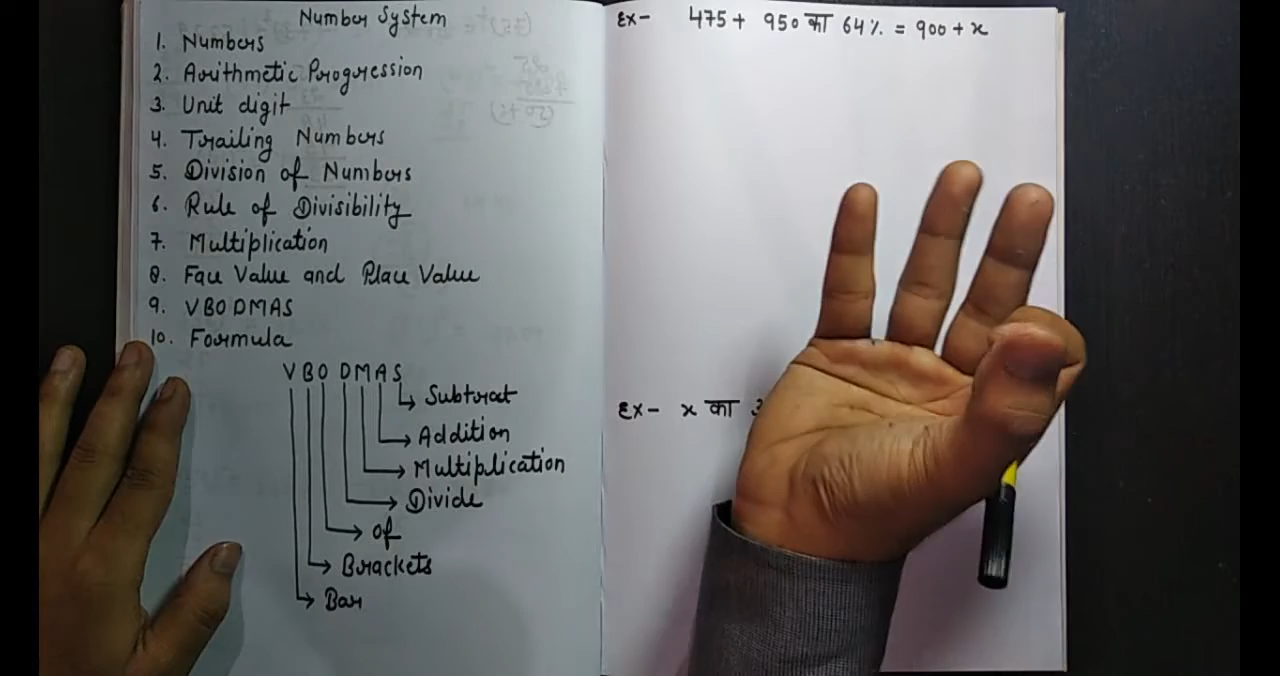 Number System
1. Numbers
2. Arithmetic Progression
3. Unit digit
4. Trailing Numbers
5. Division of Numbers
6. Rule of Divisibility
7. Multiplication
8. Face Value and Place Value
9. VBODMAS
10. Formula
V B O D M A S
Subtract
Addition
Multiplication
Divide
of
Brackets
Bar
Ex- 475 + 950 का 64% = 900 + x
Ex- x का